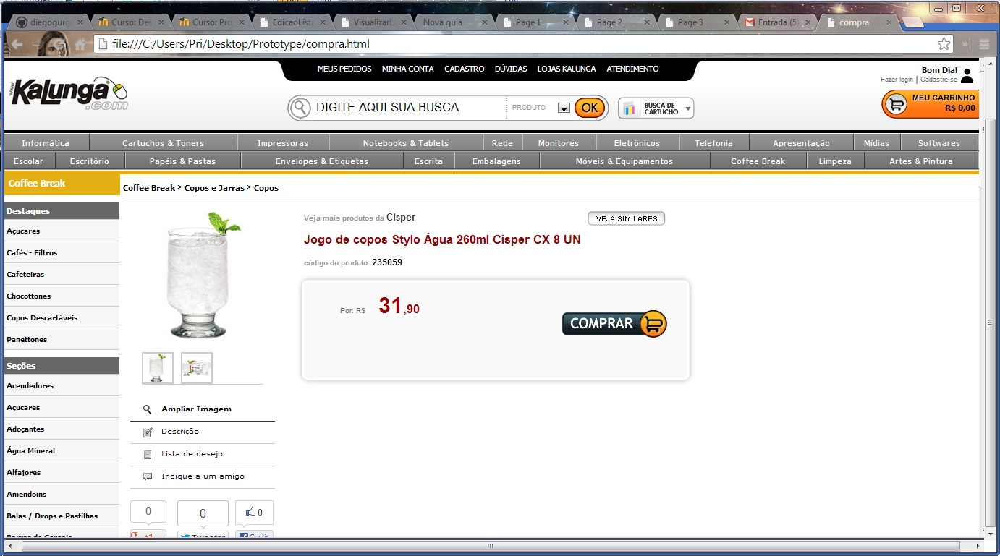 diegogurg
Curso: Des
Curso: Pro
EdicaoLista
VisualizarL
Nova guia
Page 1
Page 2
Page 3
Entrada (5)
compra
file:///C:/Users/Pri/Desktop/Prototype/compra.html
MEUS PEDIDOS MINHA CONTA CADASTRO DÚVIDAS LOJAS KALUNGA ATENDIMENTO
www.KaLunga.com
DIGITE AQUI SUA BUSCA
PRODUTO
OK
BUSCA DE
CARTUCHO
Bom Dia!
Fazer login | Cadastre-se
MEU CARRINHO
R$ 0,00
Informática Cartuchos & Toners Impressoras Notebooks & Tablets Rede Monitores Eletrônicos Telefonia Apresentação Mídias Softwares
Escolar Escritório Papéis & Pastas Envelopes & Etiquetas Escrita Embalagens Móveis & Equipamentos Coffee Break Limpeza Artes & Pintura
Coffee Break
Destaques
Açucares
Cafés - Filtros
Cafeteiras
Chocottones
Copos Descartáveis
Panettones
Seções
Acendedores
Açucares
Adoçantes
Água Mineral
Alfajores
Amendoins
Balas / Drops e Pastilhas
Coffee Break > Copos e Jarras > Copos
Ampliar Imagem
Descrição
Lista de desejo
Indique a um amigo
0
0
0
+1
Tweetar
Curtir
Veja mais produtos da Cisper
VEJA SIMILARES
Jogo de copos Stylo Água 260ml Cisper CX 8 UN
código do produto: 235059
Por: R$ 31,90
COMPRAR